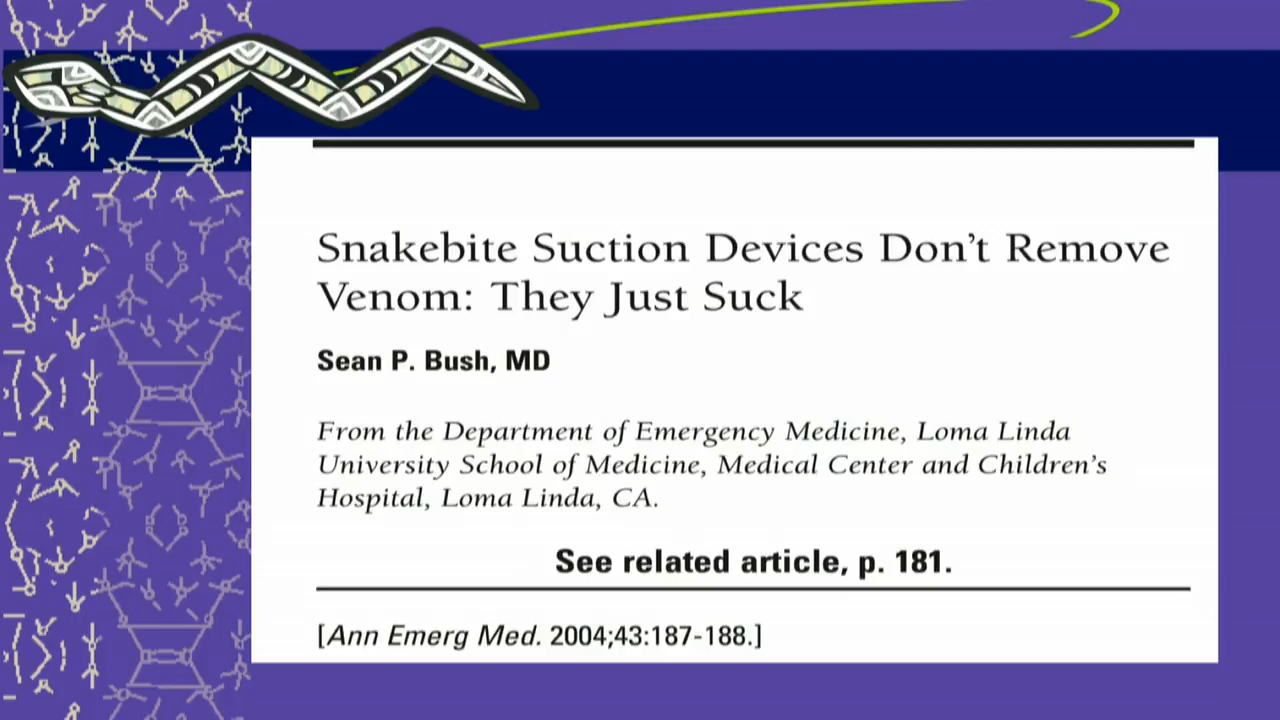 Snakebite Suction Devices Don't Remove
Venom: They Just Suck
Sean P. Bush, MD
From the Department of Emergency Medicine, Loma Linda
University School of Medicine, Medical Center and Children's
Hospital, Loma Linda, CA.
See related article, p. 181.
[Ann Emerg Med. 2004;43:187-188.]